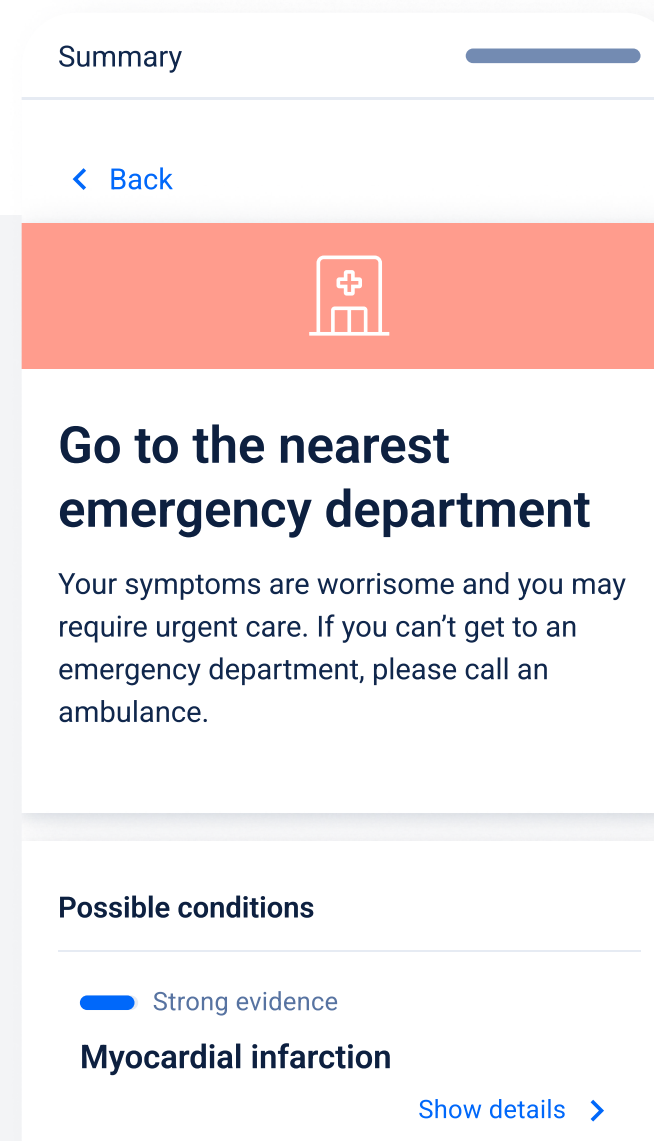 Summary
Back
Go to the nearest
emergency department
Your symptoms are worrisome and you may
require urgent care. If you can’t get to an
emergency department, please call an
ambulance.
Possible conditions
Strong evidence
Myocardial infarction
Show details